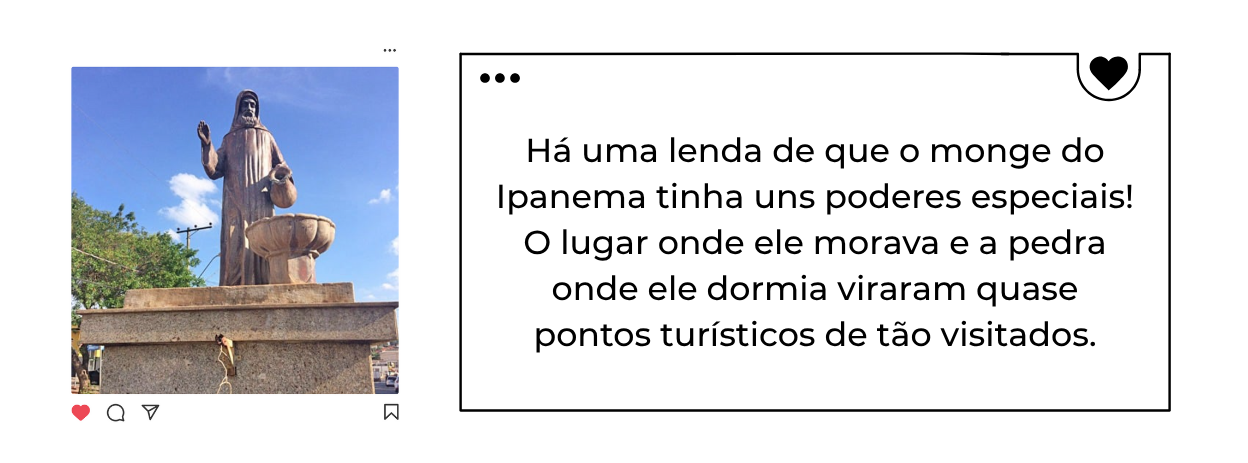 Há uma lenda de que o monge do
Ipanema tinha uns poderes especiais!
O lugar onde ele morava e a pedra
onde ele dormia viraram quase
pontos turísticos de tão visitados.